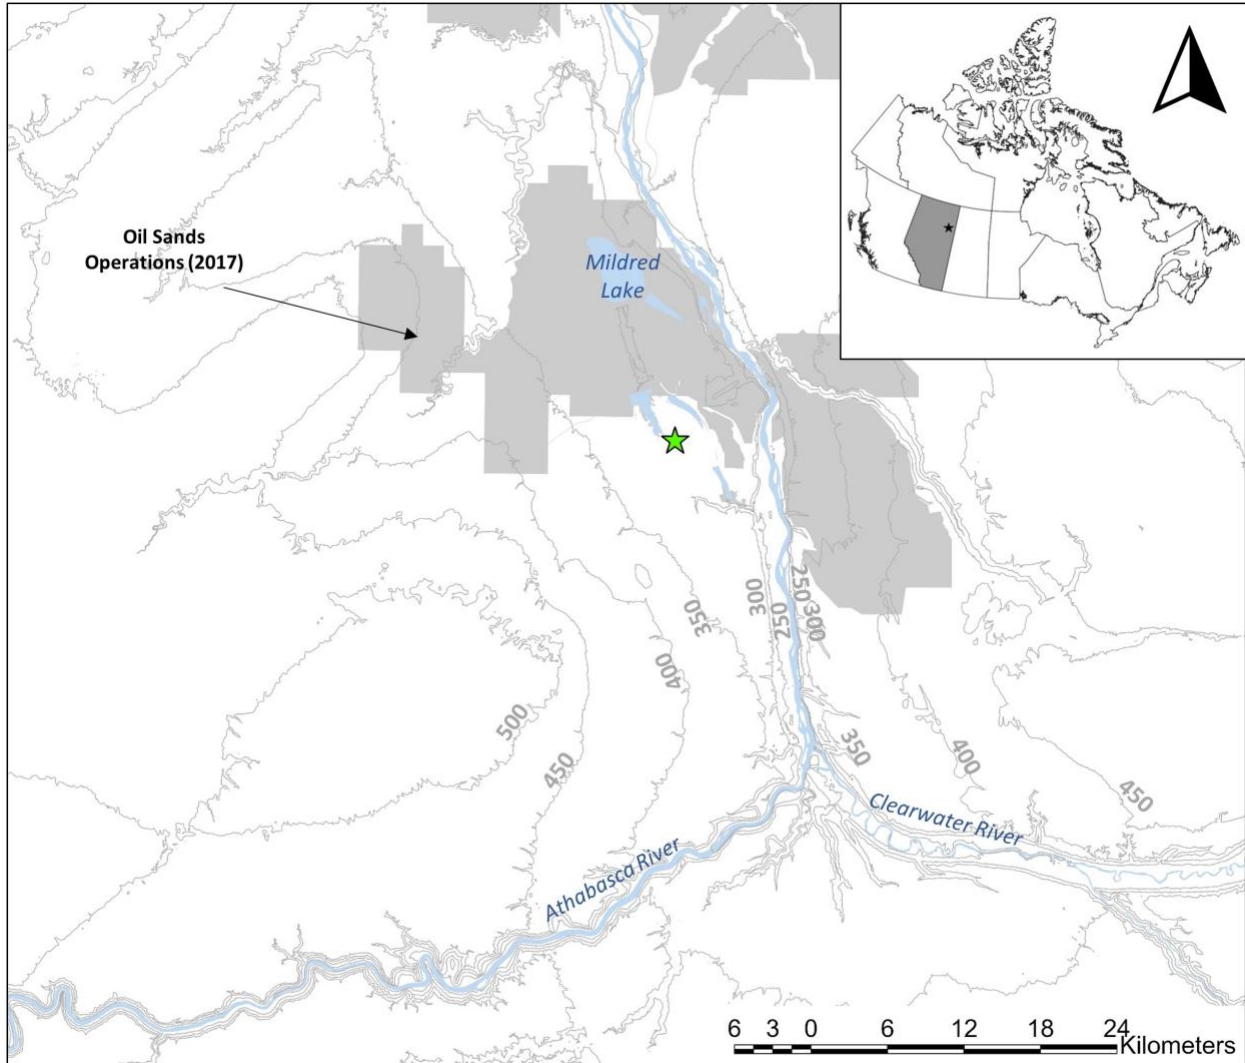 Oil Sands
Operations (2017)
Mildred
Lake
300
250
250
300
350
400
500
450
350
400
450
Clearwater River
Athabasca River
6 3 0 6 12 18 24
Kilometers